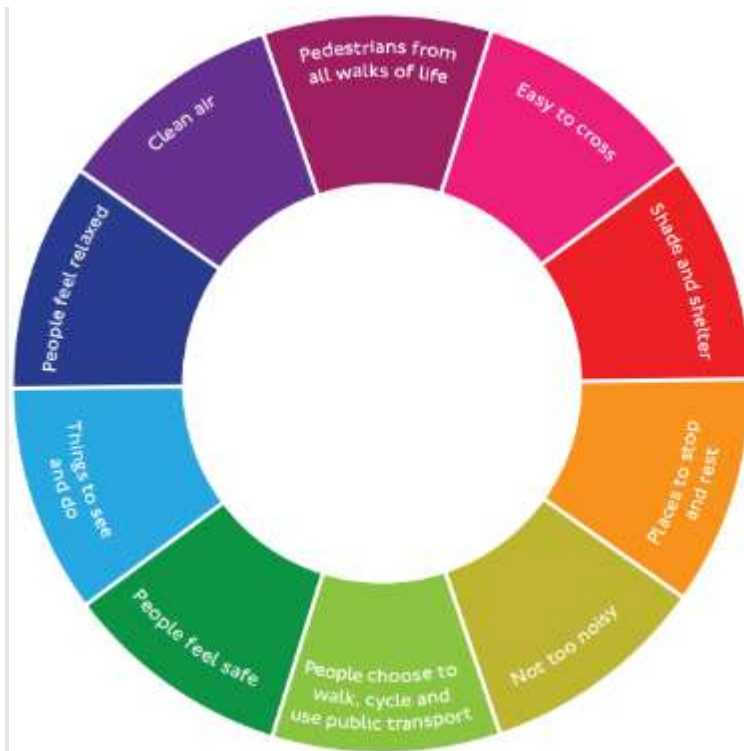 Pedestrians from
all walks of life
Easy to cross
Shade and shelter
Places to stop
and rest
Not too noisy
People choose to
walk, cycle and
use public transport
People feel safe
Things to see
and do
People feel relaxed
Clean air